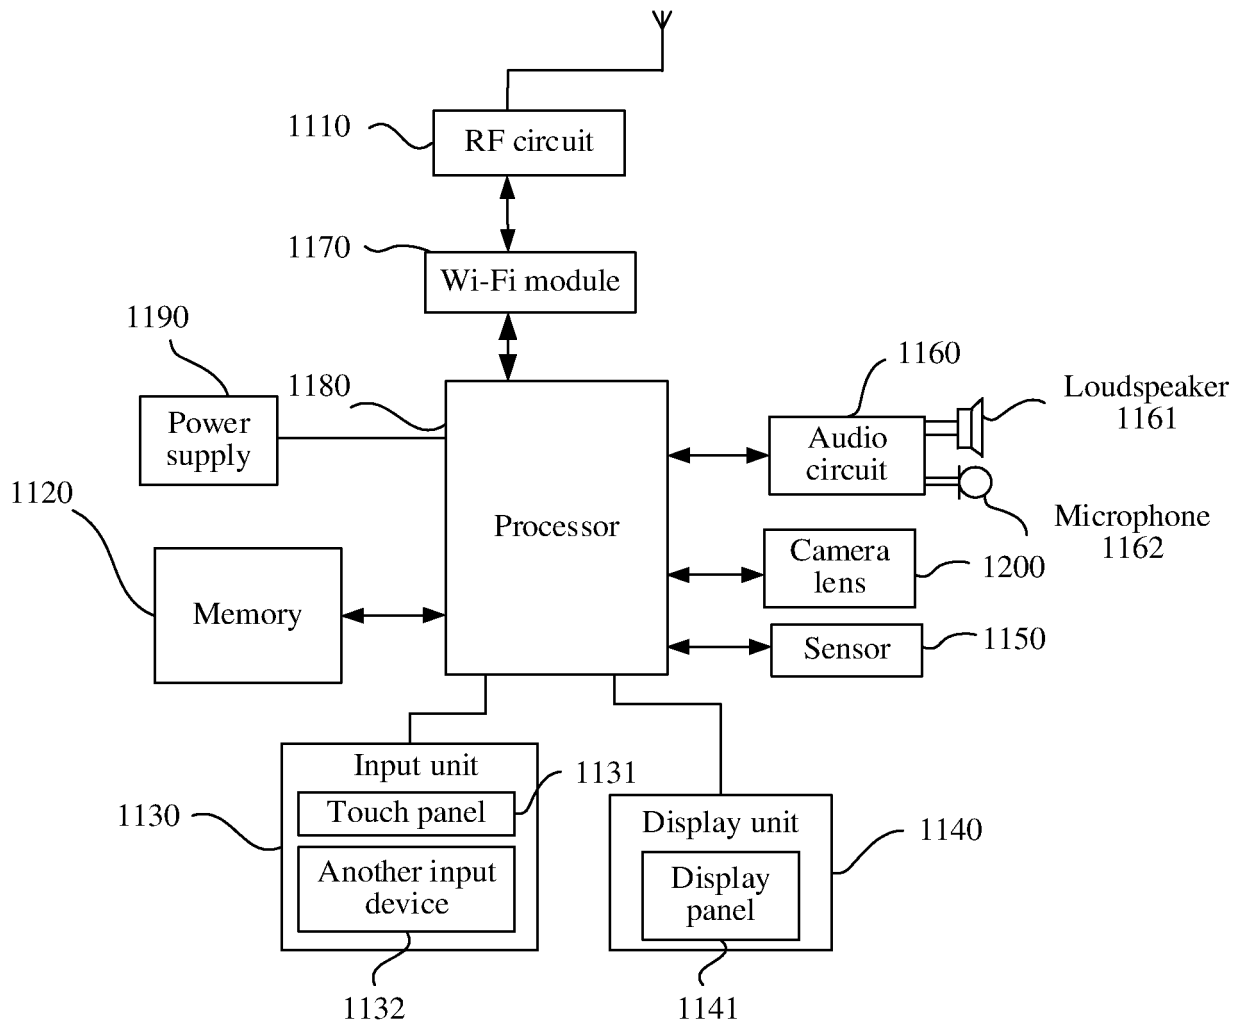 1110
RF circuit
1170
Wi-Fi module
1190
1180
1160
Loudspeaker
1161
Power
supply
Audio
circuit
1120
Processor
Microphone
1162
Camera
lens
1200
Memory
Sensor
1150
Input unit
1131
Touch panel
1130
Another input
device
1132
Display unit
1140
Display
panel
1141